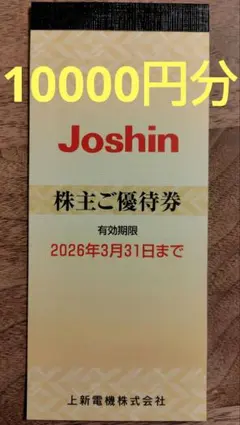 10000円分
Joshin
株主ご優待券
有効期限
2026年3月31日まで
上新電機株式会社